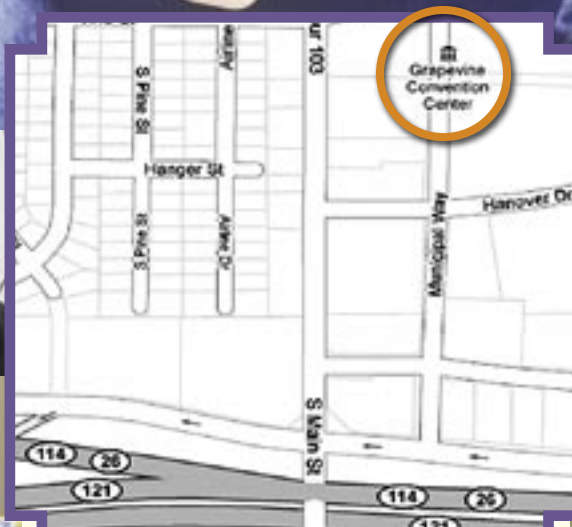 S Pine St
ur 103
Grapevine
Convention
Center
Hanger St
S Pine St
Airline Dr
Municipal Way
Hanover Dr
S Main St
114
26
121
114
26
121